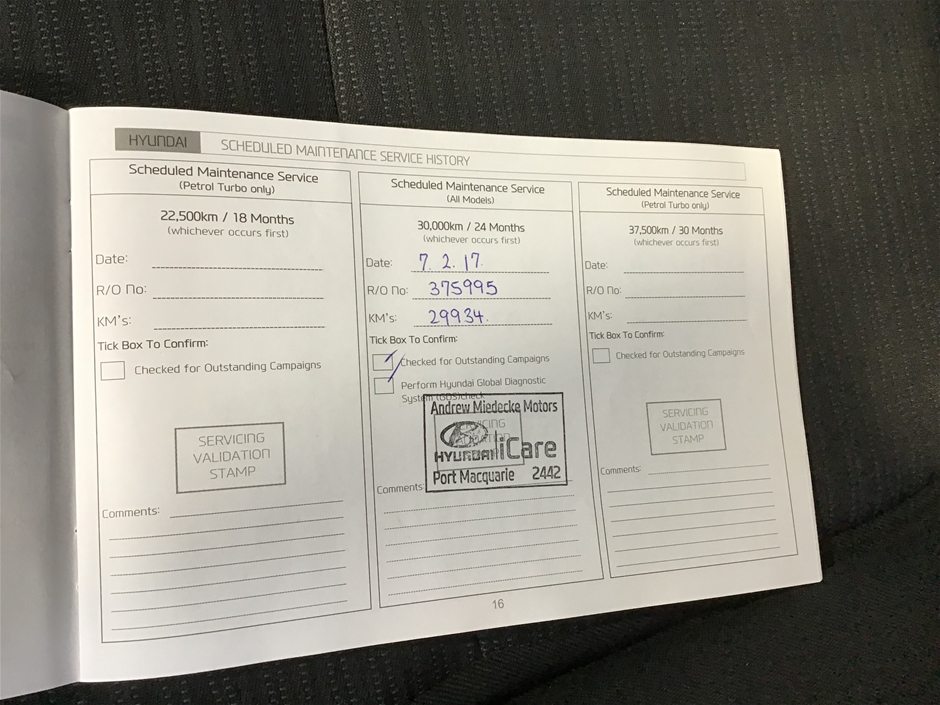 HYUNDAI SCHEDULED MAINTENANCE SERVICE HISTORY
Scheduled Maintenance Service
(Petrol Turbo only)
22,500km / 18 Months
(whichever occurs first)
Date:
R/O No:
KM's:
Tick Box To Confirm:
Checked for Outstanding Campaigns
SERVICING
VALIDATION
STAMP
Comments:
Scheduled Maintenance Service
(All Models)
30,000km / 24 Months
(whichever occurs first)
Date: 7. 2. 17.
R/O No: 375995
KM's: 29934.
Tick Box To Confirm:
Checked for Outstanding Campaigns
Perform Hyundai Global Diagnostic
System (GDS) check
Andrew Miedecke Motors
HYUNDAI iCare
Port Macquarie 2442
Comments:
Scheduled Maintenance Service
(Petrol Turbo only)
37,500km / 30 Months
(whichever occurs first)
Date:
R/O No:
KM's:
Tick Box To Confirm:
Checked for Outstanding Campaigns
SERVICING
VALIDATION
STAMP
Comments:
16